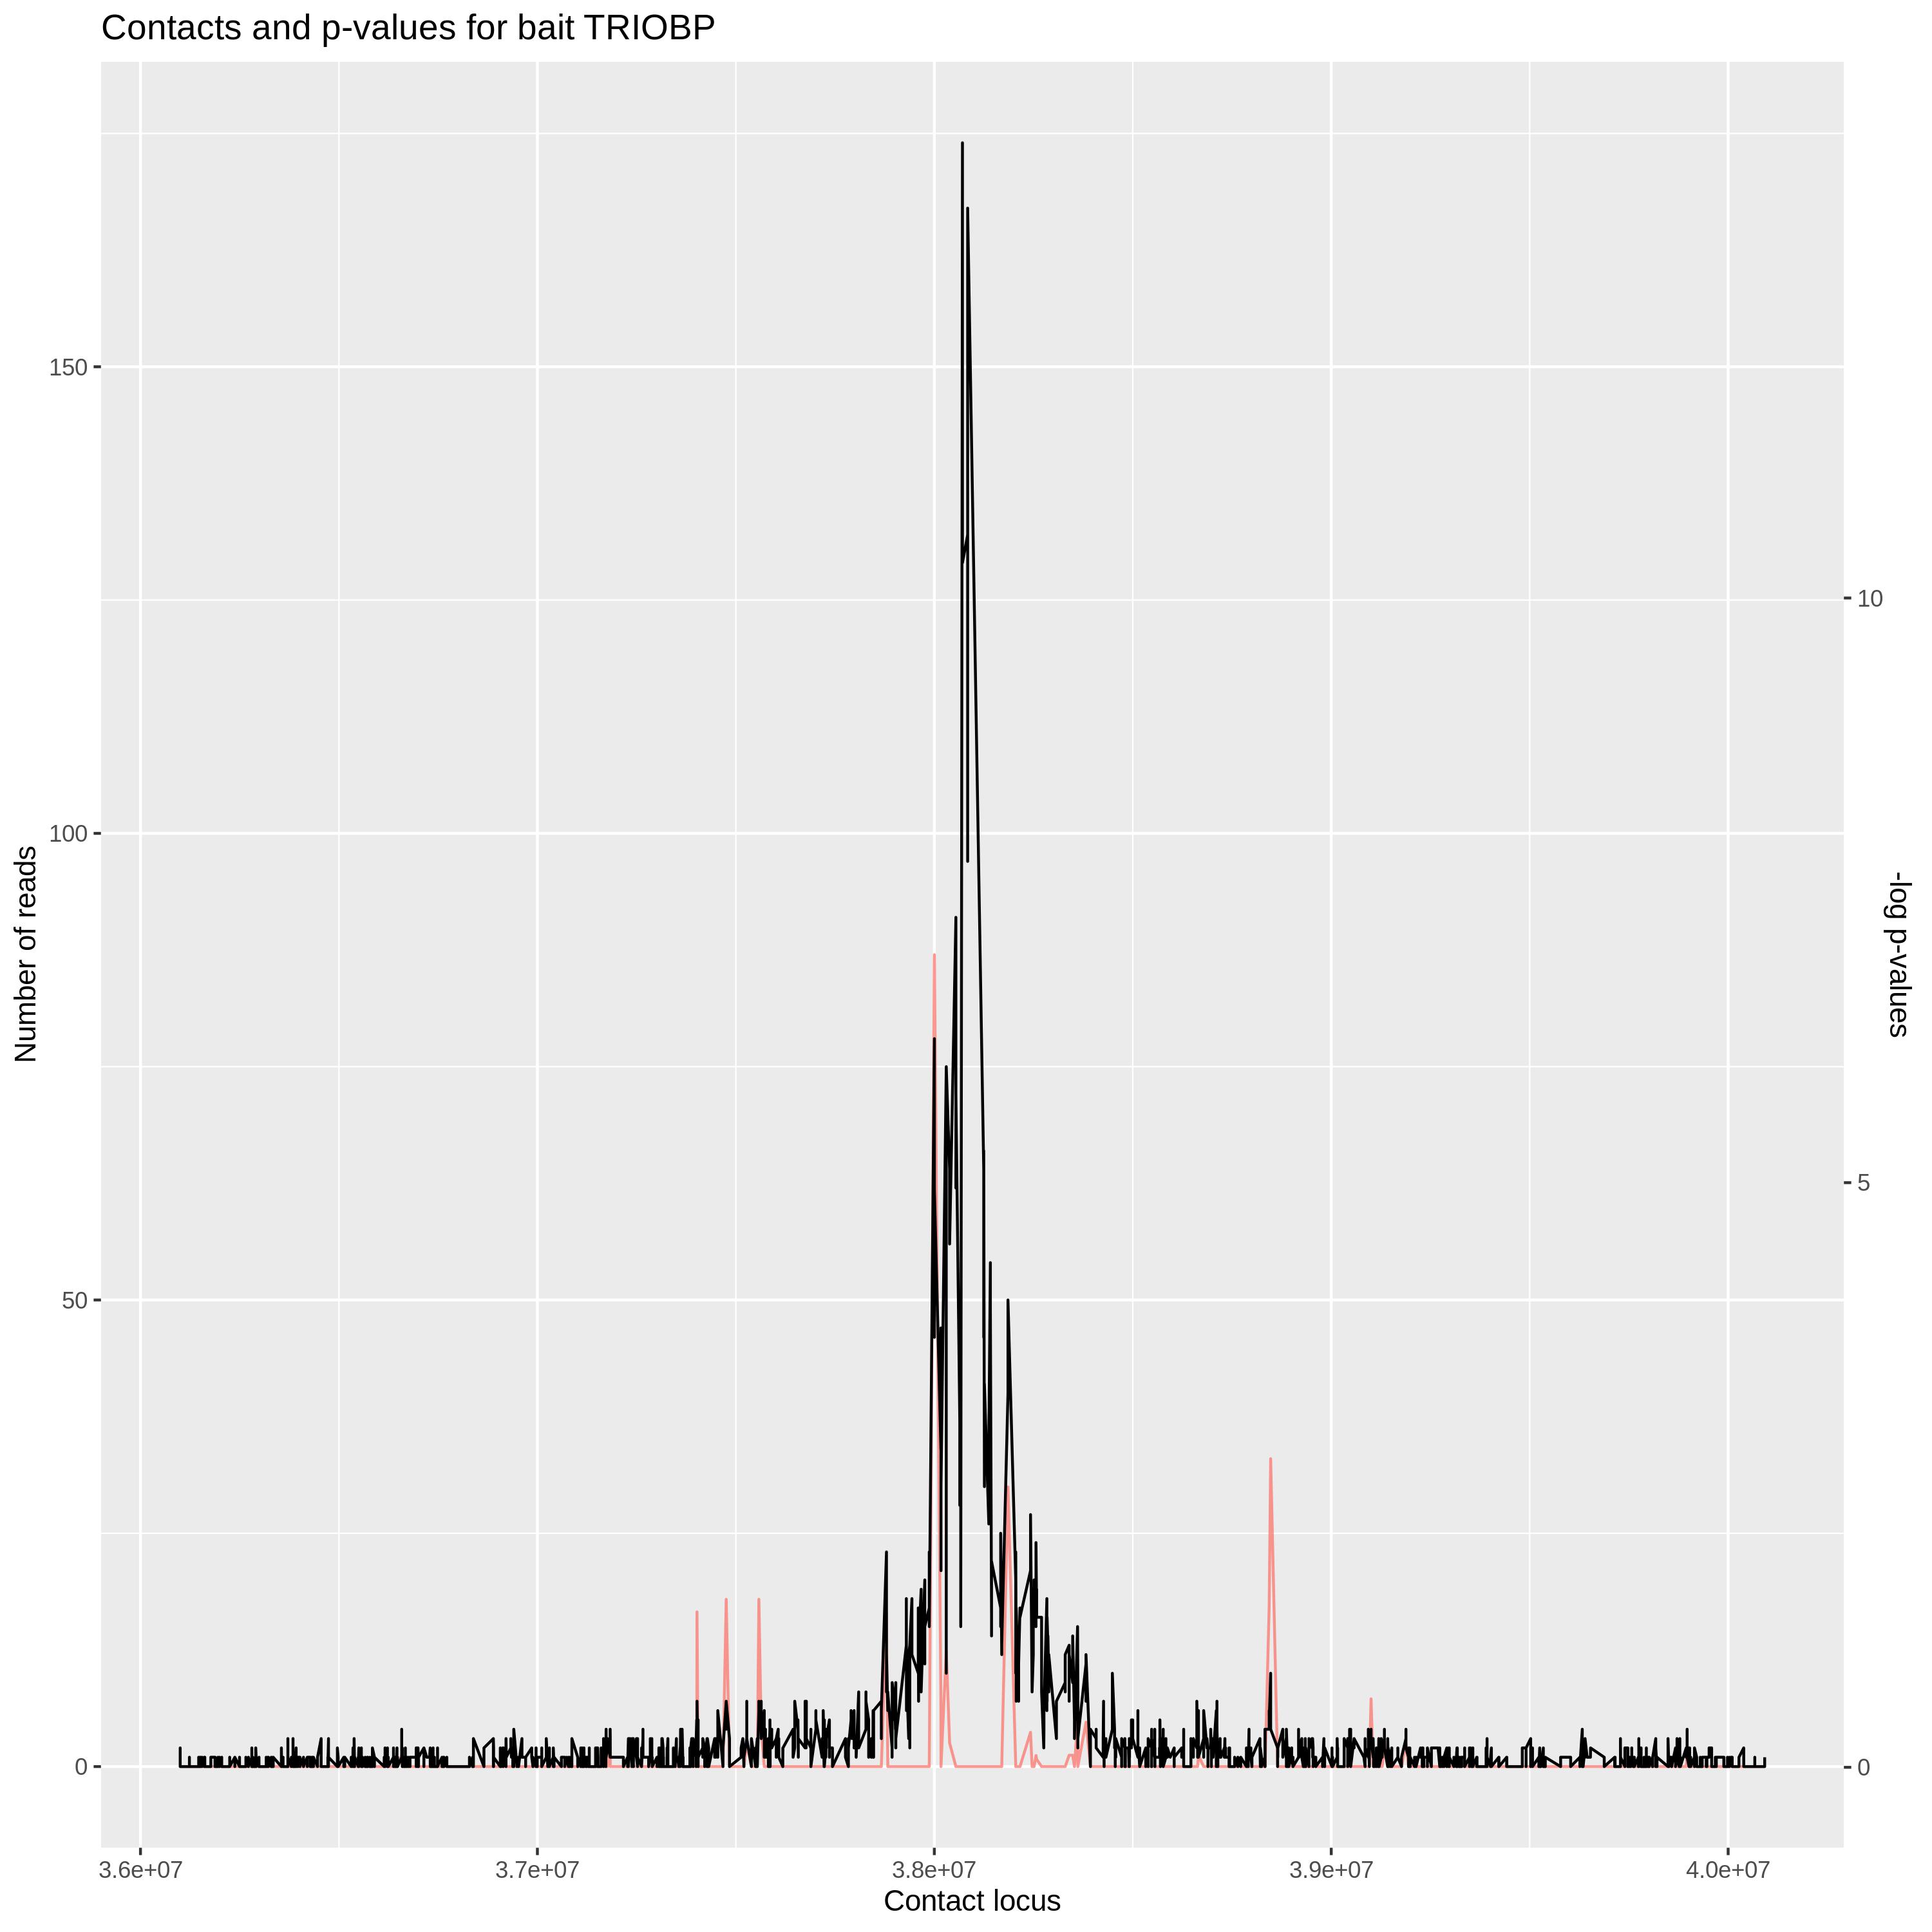 Contacts and p-values for bait TRIOBP
150
100
50
0
Number of reads
10
5
0
-log p-values
3.6e+07
3.7e+07
3.8e+07
3.9e+07
4.0e+07
Contact locus